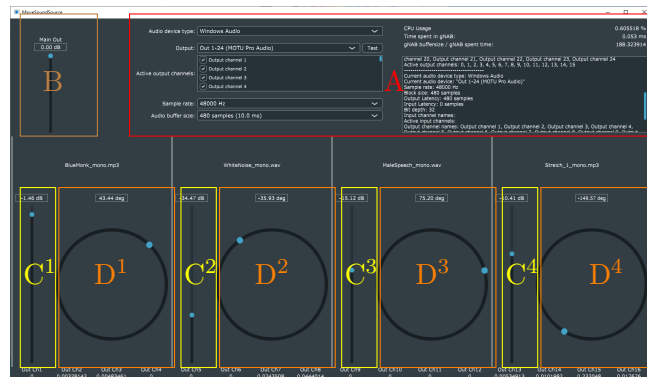 MovaSoundSource
Main Out
0.00 dB
B
Audio device type: Windows Audio
Output: Out 1-24 (MOTU Pro Audio) Test
Active output channels:
Output channel 1
Output channel 2
Output channel 3
Output channel 4
Sample rate: 48000 Hz
Audio buffer size: 480 samples (10.0 ms)
A
CPU Usage 0.605518 %
Time spent in gNAB: 0.053 ms
gNAB buffersize / gNAB spent time: 188.323914
channel 20, Output channel 21, Output channel 22, Output channel 23, Output channel 24
Active output channels: 0, 1, 2, 3, 4, 5, 6, 7, 8, 9, 10, 11, 12, 13, 14, 15
Current audio device type: Windows Audio
Current audio device: "Out 1-24 (MOTU Pro Audio)"
Sample rate: 48000 Hz
Block size: 480 samples
Output Latency: 480 samples
Input Latency: 0 samples
Bit depth: 32
Input channel names:
Active input channels:
Output channel names: Output channel 1, Output channel 2, Output channel 3, Output channel 4,
BlueMonk_mono.mp3 WhiteNoise_mono.wav MaleSpeech_mono.wav Streich_1_mono.wav
-1.46 dB 43.44 deg -34.47 dB -35.93 deg -15.12 dB 75.20 deg -10.41 dB -149.57 deg
C1 D1 C2 D2 C3 D3 C4 D4
Out Ch1 Out Ch2 Out Ch3 Out Ch4 Out Ch5 Out Ch6 Out Ch7 Out Ch8 Out Ch9 Out Ch10 Out Ch11 Out Ch12 Out Ch13 Out Ch14 Out Ch15 Out Ch16